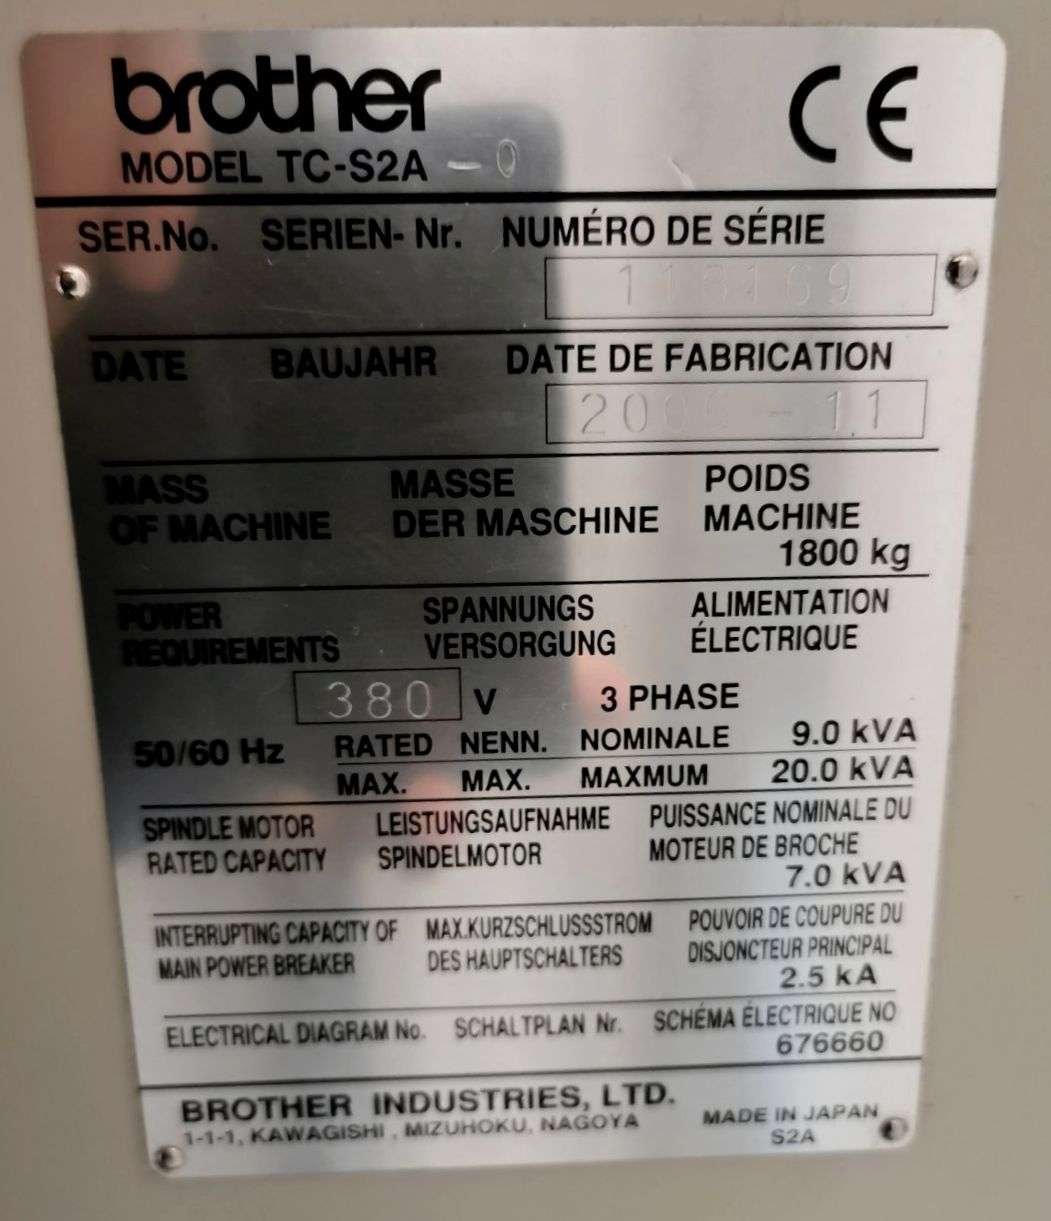 brother
CE
MODEL TC-S2A - 0
SER.No. SERIEN- Nr. NUMÉRO DE SÉRIE
DATE BAUJAHR DATE DE FABRICATION
MASS MASSE POIDS
OF MACHINE DER MASCHINE MACHINE
1800 kg
POWER SPANNUNGS ALIMENTATION
REQUIREMENTS VERSORGUNG ÉLECTRIQUE
380 V 3 PHASE
50/60 Hz RATED NENN. NOMINALE 9.0 kVA
MAX. MAX. MAXMUM 20.0 kVA
SPINDLE MOTOR LEISTUNGSAUFNAHME PUISSANCE NOMINALE DU
RATED CAPACITY SPINDELMOTOR MOTEUR DE BROCHE
7.0 kVA
INTERRUPTING CAPACITY OF MAX.KURZSCHLUSSSTROM POUVOIR DE COUPURE DU
MAIN POWER BREAKER DES HAUPTSCHALTERS DISJONCTEUR PRINCIPAL
2.5 kA
ELECTRICAL DIAGRAM No. SCHALTPLAN Nr. SCHÉMA ÉLECTRIQUE NO
676660
BROTHER INDUSTRIES, LTD.
1-1-1, KAWAGISHI, MIZUHOKU, NAGOYA
MADE IN JAPAN
S2A